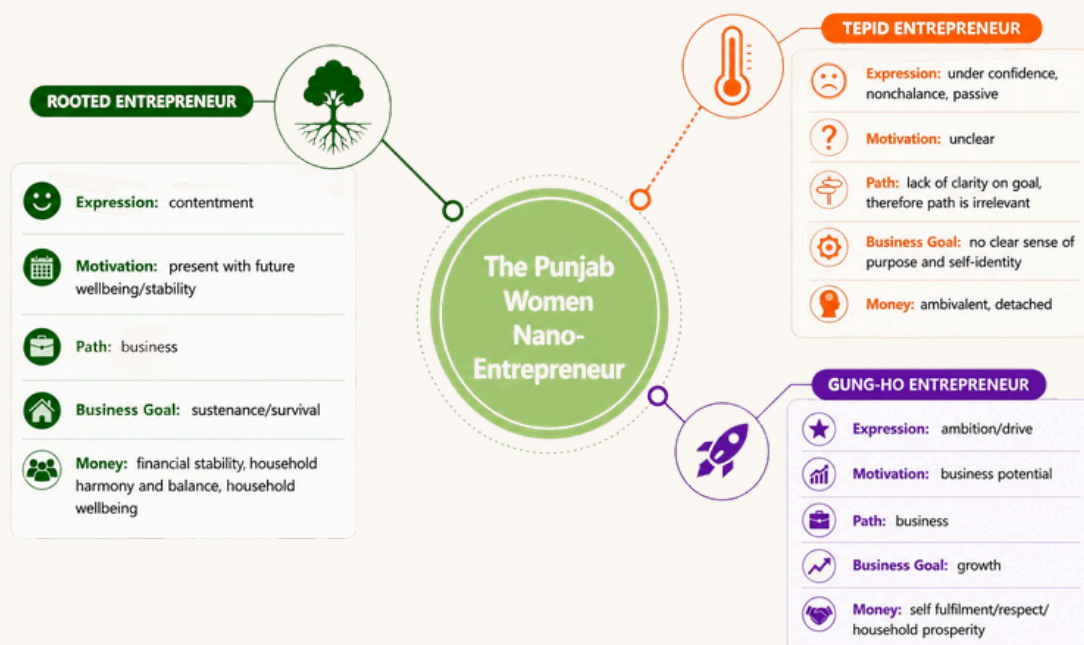 ROOTED ENTREPRENEUR
Expression: contentment
Motivation: present with future
wellbeing/stability
Path: business
Business Goal: sustenance/survival
Money: financial stability, household
harmony and balance, household
wellbeing
The Punjab
Women
Nano-
Entrepreneur
TEPID ENTREPRENEUR
Expression: under confidence,
nonchalance, passive
Motivation: unclear
Path: lack of clarity on goal,
therefore path is irrelevant
Business Goal: no clear sense of
purpose and self-identity
Money: ambivalent, detached
GUNG-HO ENTREPRENEUR
Expression: ambition/drive
Motivation: business potential
Path: business
Business Goal: growth
Money: self fulfilment/respect/
household prosperity